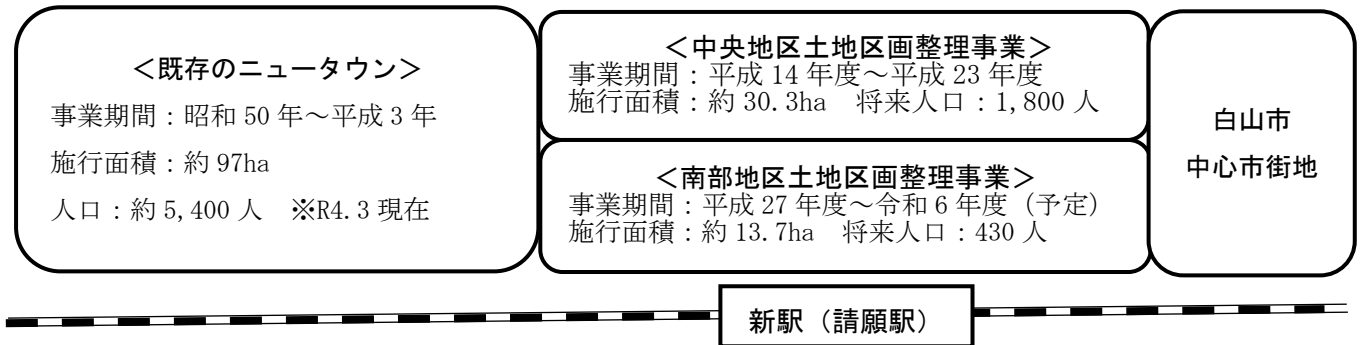 ＜既存のニュータウン＞
事業期間：昭和 50 年～平成 3 年
施行面積：約 97ha
人口：約 5,400 人　※R4.3 現在
＜中央地区土地区画整理事業＞
事業期間：平成 14 年度～平成 23 年度
施行面積：約 30.3ha　将来人口：1,800 人
＜南部地区土地区画整理事業＞
事業期間：平成 27 年度～令和 6 年度（予定）
施行面積：約 13.7ha　将来人口：430 人
白山市
中心市街地
新駅（請願駅）